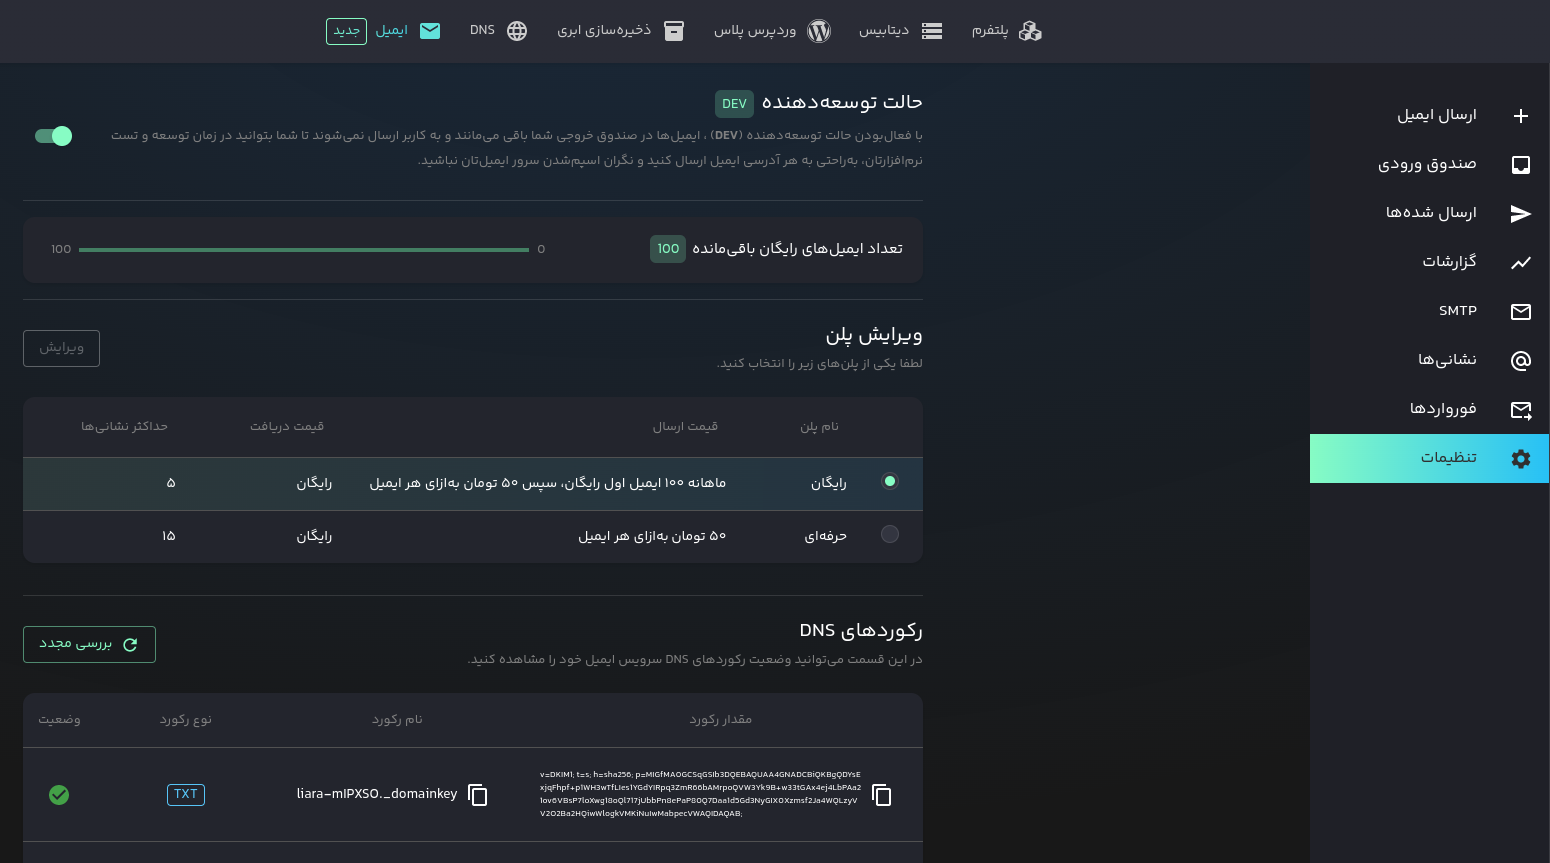 پلتفرم
دیتابیس
وردپرس پلاس
ذخیره‌سازی ابری
DNS
ایمیل جدید
ارسال ایمیل
صندوق ورودی
ارسال شده‌ها
گزارشات
SMTP
نشانی‌ها
فورواردها
تنظیمات
حالت توسعه‌دهنده DEV
با فعال‌بودن حالت توسعه‌دهنده (DEV) ، ایمیل‌ها در صندوق خروجی شما باقی می‌مانند و به کاربر ارسال نمی‌شوند تا شما بتوانید در زمان توسعه و تست
نرم‌افزارتان، به‌راحتی به هر آدرسی ایمیل ارسال کنید و نگران اسپم‌شدن سرور ایمیل‌تان نباشید.
تعداد ایمیل‌های رایگان باقی‌مانده 100
0 100
ویرایش پلن
لطفا یکی از پلن‌های زیر را انتخاب کنید.
ویرایش
نام پلن قیمت ارسال قیمت دریافت حداکثر نشانی‌ها
رایگان ماهانه ۱۰۰ ایمیل اول رایگان، سپس ۵۰ تومان به‌ازای هر ایمیل رایگان ۵
حرفه‌ای ۵۰ تومان به‌ازای هر ایمیل رایگان ۱۵
رکوردهای DNS
در این قسمت می‌توانید وضعیت رکوردهای DNS سرویس ایمیل خود را مشاهده کنید.
بررسی مجدد
مقدار رکورد نام رکورد نوع رکورد وضعیت
v=DKIM1; t=s; h=sha256; p=MIGfMA0GCSqGSIb3DQEBAQUAA4GNADCBiQKBgQDYsE
liara-mIPXSO._domainkey
TXT